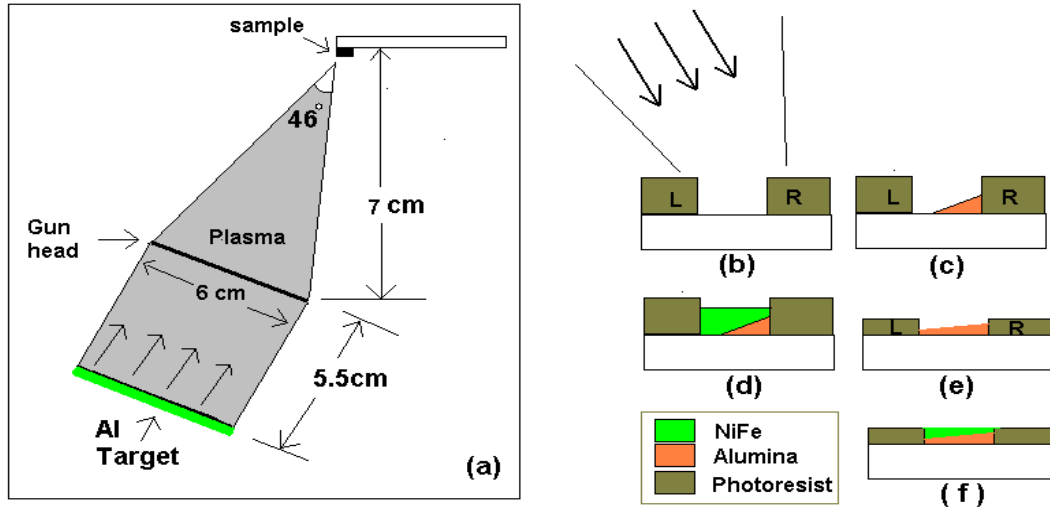 sample
46°
7 cm
Gun
head
Plasma
6 cm
5.5cm
Al
Target
(a)
L
R
(b)
L
R
(c)
(d)
L
R
(e)
NiFe
Alumina
Photoresist
( f )